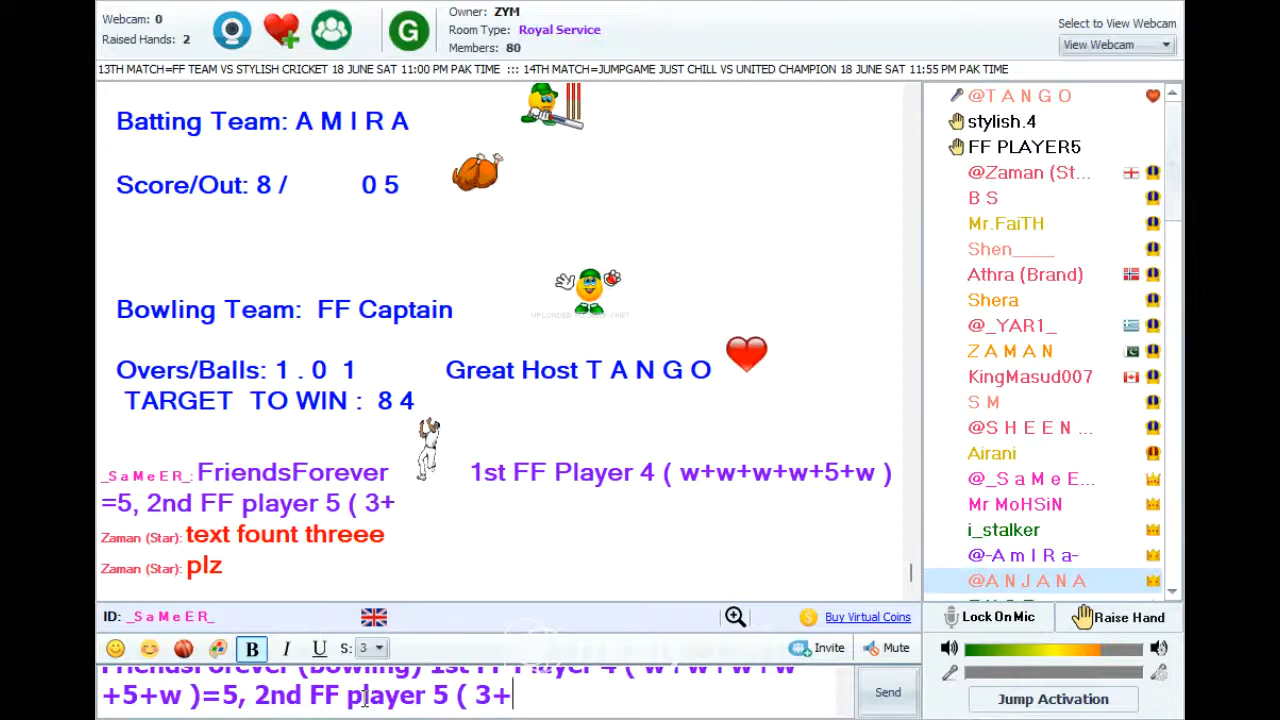 Webcam: 0
Raised Hands: 2
G
Owner: ZYM
Room Type: Royal Service
Members: 80
Select to View Webcam
View Webcam
13TH MATCH=FF TEAM VS STYLISH CRICKET 18 JUNE SAT 11:00 PM PAK TIME ::: 14TH MATCH=JUMPGAME JUST CHILL VS UNITED CHAMPION 18 JUNE SAT 11:55 PM PAK TIME
Batting Team: A M I R A
Score/Out: 8 / 0 5
Bowling Team: FF Captain
Overs/Balls: 1 . 0 1 Great Host T A N G O
TARGET TO WIN : 8 4
_S a M e E R_: FriendsForever 1st FF Player 4 ( w+w+w+w+5+w )
=5, 2nd FF player 5 ( 3+
Zaman (Star): text fount threee
Zaman (Star): plz
@T A N G O
stylish.4
FF PLAYER5
@Zaman (St...
B S
Mr.FaiTH
Shen____
Athra (Brand)
Shera
@_YAR1_
Z A M A N
KingMasud007
S M
@S H E E N ...
Airani
@_S a M e E...
Mr MoHSiN
i_stalker
@-A m I R a-
@A N J A N A
ID: _S a M e E R_
Buy Virtual Coins
Lock On Mic
Raise Hand
B I U S: 3
Invite
Mute
FriendsForever (Bowling) 1st FF Player 4 ( w+w+w+w
+5+w )=5, 2nd FF player 5 ( 3+
Send
Jump Activation